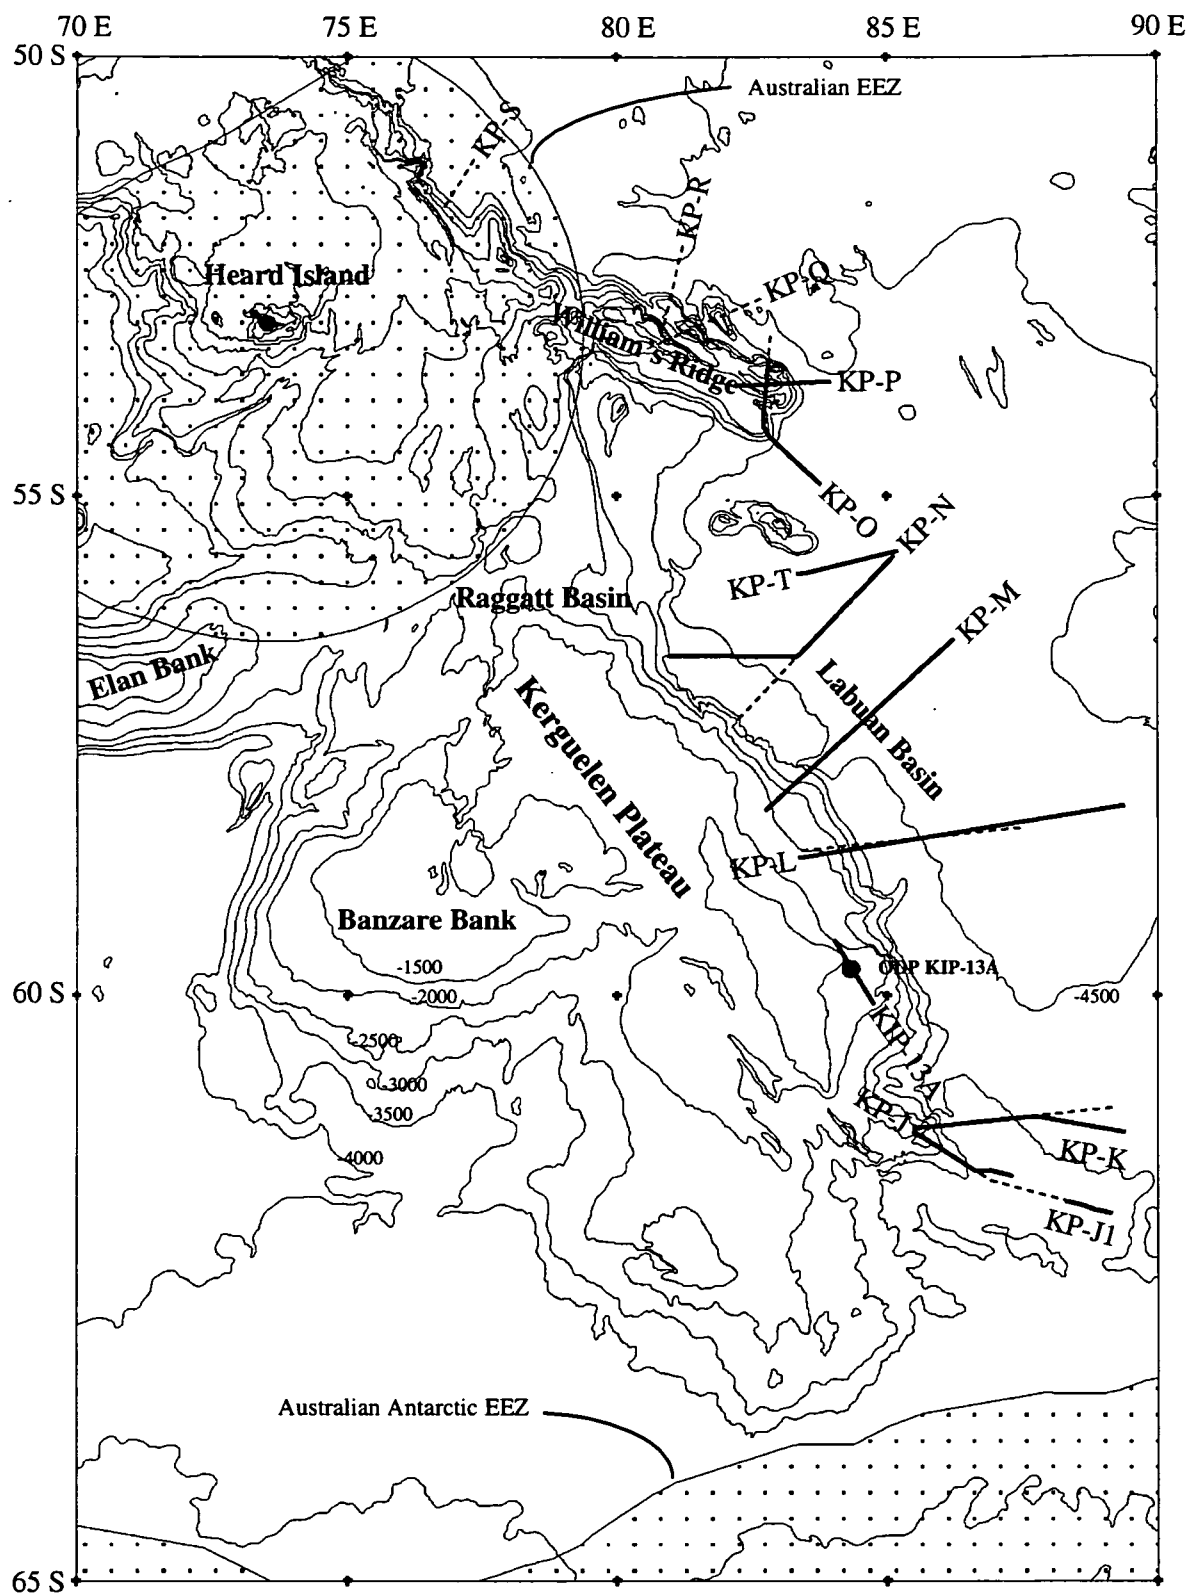 70 E
75 E
80 E
85 E
90 E
50 S
Australian EEZ
KP-S
KP-R
Heard Island
KP-Q
William's Ridge
KP-P
55 S
KP-O
KP-N
KP-T
Raggatt Basin
KP-M
Elan Bank
Labuan Basin
Kerguelen Plateau
KP-L
Banzare Bank
-1500
ODP KIP-13A
60 S
-2000
-4500
-2500
KIP-13A
-3000
-3500
KP-J
KP-K
-4000
KP-J1
Australian Antarctic EEZ
65 S